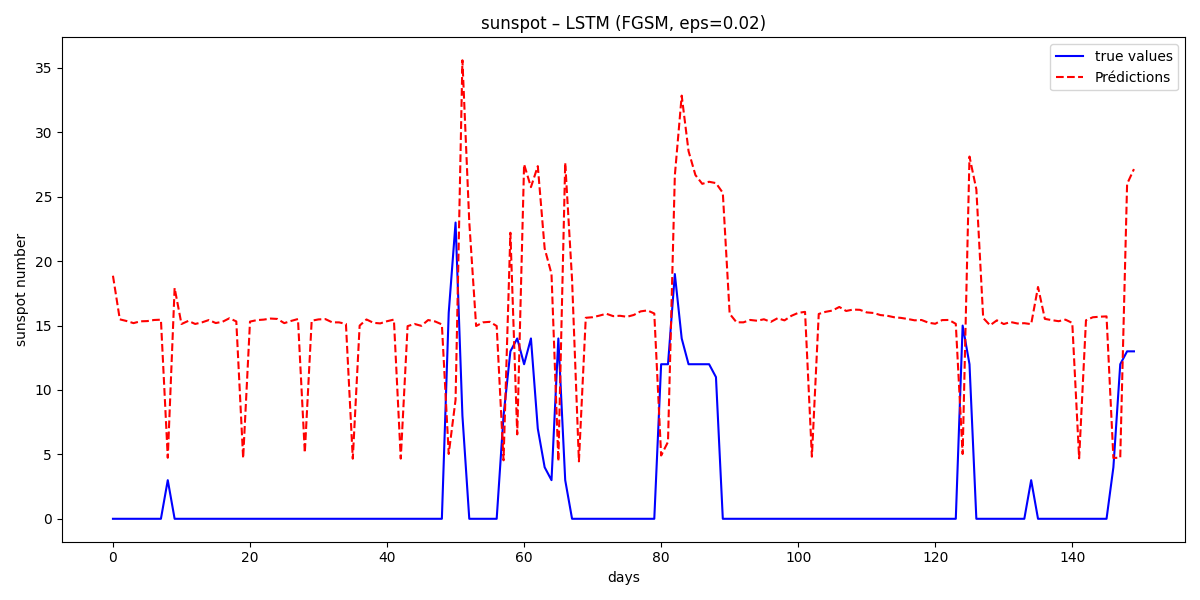 sunspot – LSTM (FGSM, eps=0.02)
true values
Prédictions
sunspot number
35
30
25
20
15
10
5
0
0 20 40 60 80 100 120 140
days